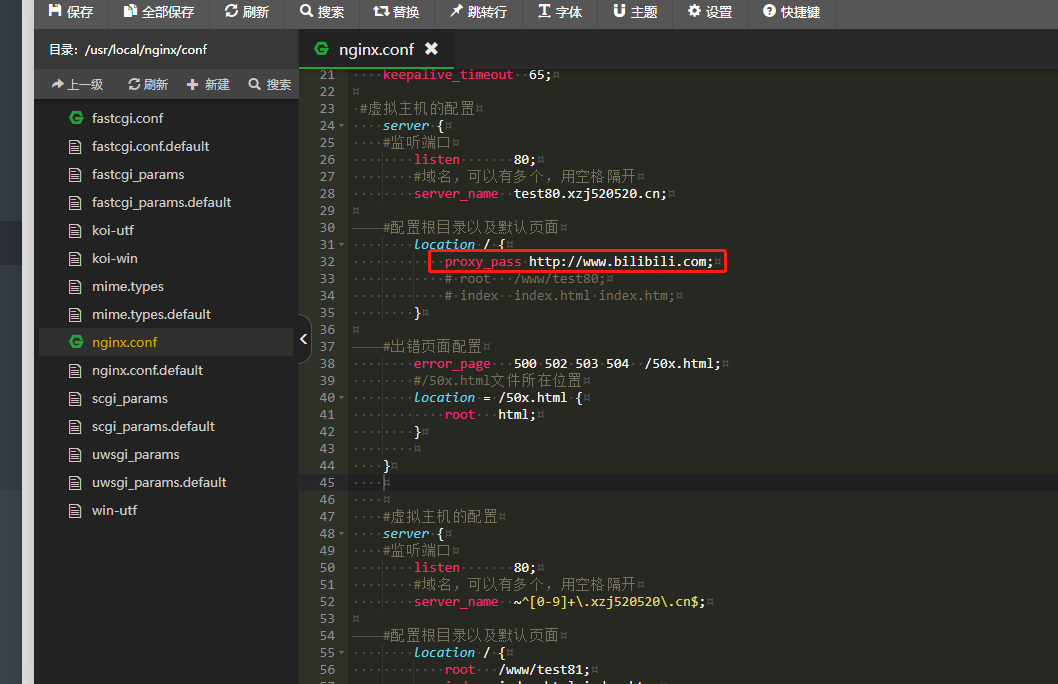 保存 全部保存 刷新 搜索 替换 跳转行 字体 主题 设置 快捷键
目录：/usr/local/nginx/conf
上一级 刷新 新建 搜索
fastcgi.conf
fastcgi.conf.default
fastcgi_params
fastcgi_params.default
koi-utf
koi-win
mime.types
mime.types.default
nginx.conf
nginx.conf.default
scgi_params
scgi_params.default
uwsgi_params
uwsgi_params.default
win-utf
nginx.conf
21 keepalive_timeout 65;
22
23 #虚拟主机的配置
24 server {
25 #监听端口
26 listen 80;
27 #域名，可以有多个，用空格隔开
28 server_name test80.xzj520520.cn;
29
30 #配置根目录以及默认页面
31 location / {
32 proxy_pass http://www.bilibili.com;
33 # root /www/test80;
34 # index index.html index.htm;
35 }
36
37 #出错页面配置
38 error_page 500 502 503 504 /50x.html;
39 #/50x.html文件所在位置
40 location = /50x.html {
41 root html;
42 }
43
44 }
45
46
47 #虚拟主机的配置
48 server {
49 #监听端口
50 listen 80;
51 #域名，可以有多个，用空格隔开
52 server_name ~^[0-9]+\.xzj520520\.cn$;
53
54 #配置根目录以及默认页面
55 location / {
56 root /www/test81;